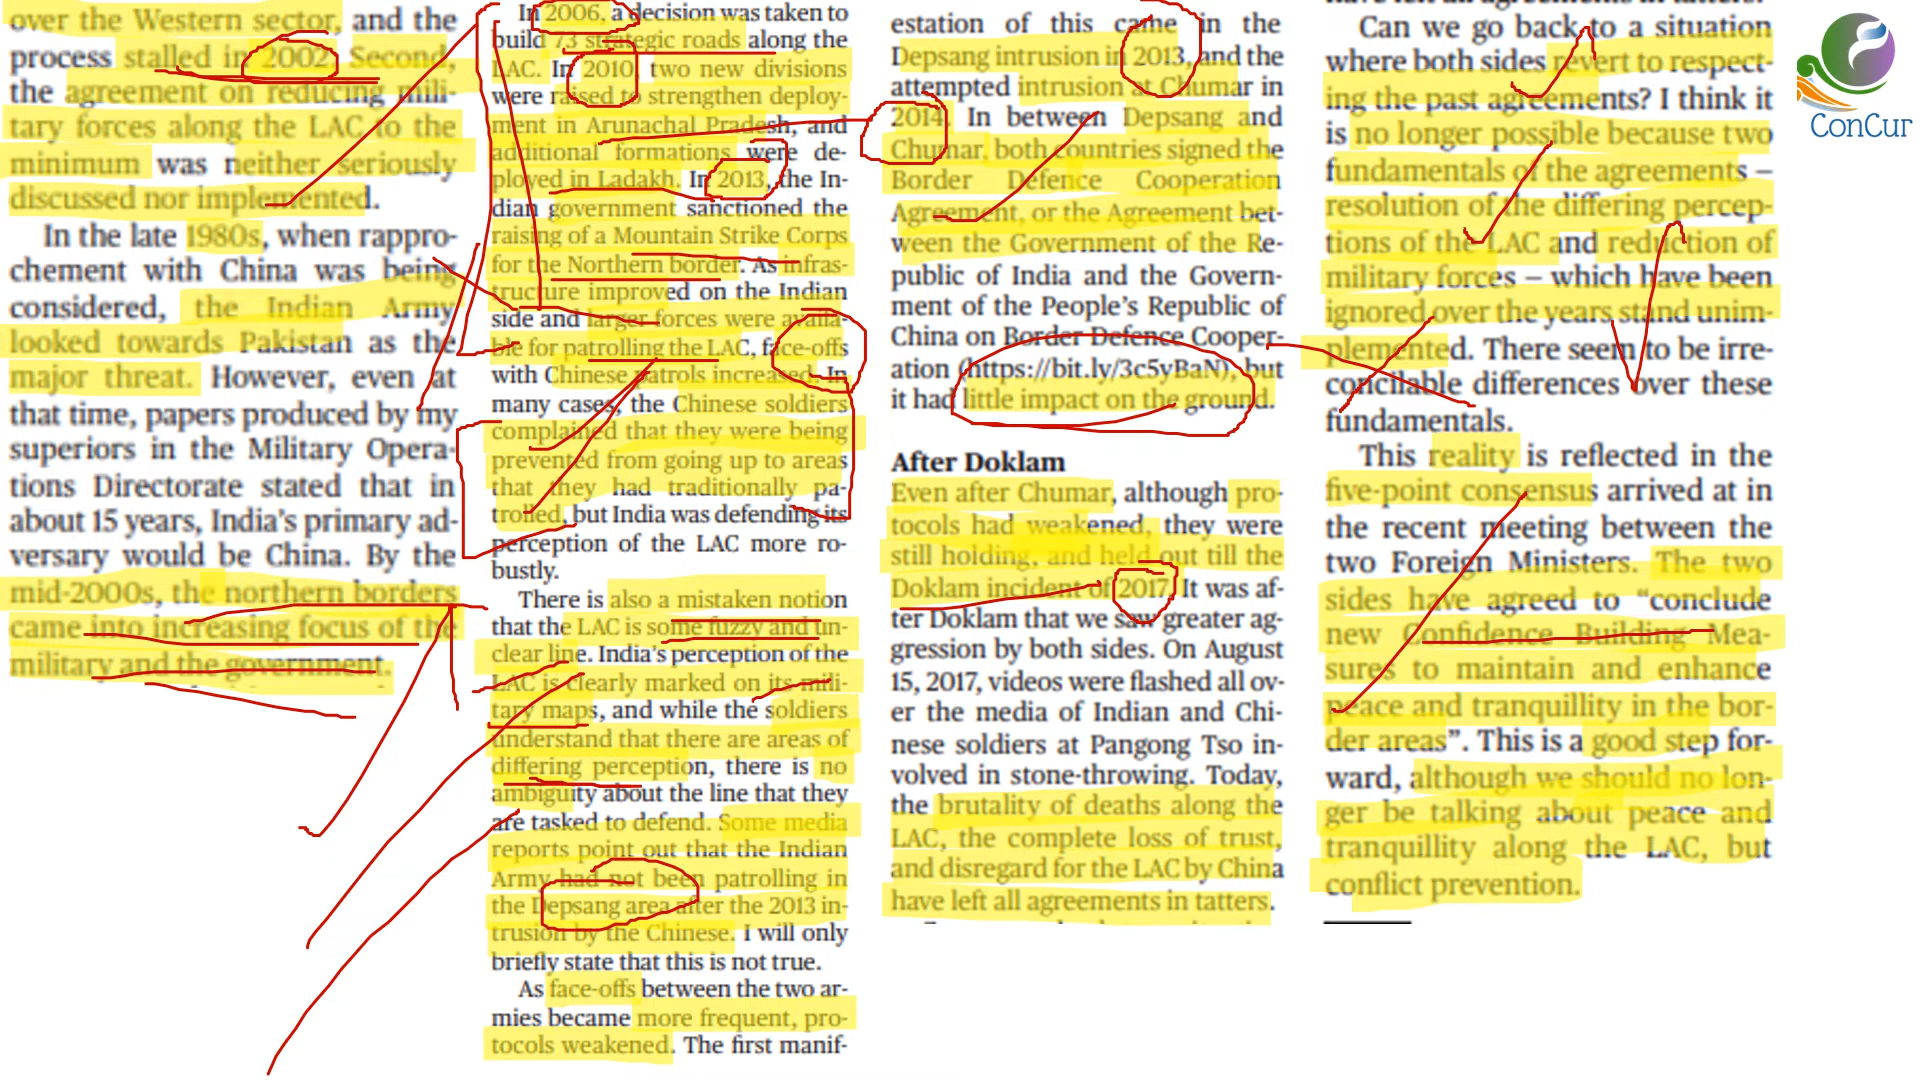 over the Western sector, and the
process stalled in 2002. Second,
the agreement on reducing mili-
tary forces along the LAC to the
minimum was neither seriously
discussed nor implemented.
In the late 1980s, when rappro-
chement with China was being
considered, the Indian Army
looked towards Pakistan as the
major threat. However, even at
that time, papers produced by my
superiors in the Military Opera-
tions Directorate stated that in
about 15 years, India's primary ad-
versary would be China. By the
mid-2000s, the northern borders
came into increasing focus of the
military and the government.
In 2006, a decision was taken to
build 73 strategic roads along the
LAC. In 2010, two new divisions
were raised to strengthen deploy-
ment in Arunachal Pradesh, and
additional formations were de-
ployed in Ladakh. In 2013, the In-
dian government sanctioned the
raising of a Mountain Strike Corps
for the Northern border. As infras-
tructure improved on the Indian
side and larger forces were availa-
ble for patrolling the LAC, face-offs
with Chinese patrols increased. In
many cases, the Chinese soldiers
complained that they were being
prevented from going up to areas
that they had traditionally pa-
trolled, but India was defending its
perception of the LAC more ro-
bustly.
There is also a mistaken notion
that the LAC is some fuzzy and un-
clear line. India's perception of the
LAC is clearly marked on its mili-
tary maps, and while the soldiers
understand that there are areas of
differing perception, there is no
ambiguity about the line that they
are tasked to defend. Some media
reports point out that the Indian
Army had not been patrolling in
the Depsang area after the 2013 in-
trusion by the Chinese. I will only
briefly state that this is not true.
As face-offs between the two ar-
mies became more frequent, pro-
tocols weakened. The first manif-
estation of this came in the
Depsang intrusion in 2013, and the
attempted intrusion at Chumar in
2014. In between Depsang and
Chumar, both countries signed the
Border Defence Cooperation
Agreement, or the Agreement bet-
ween the Government of the Re-
public of India and the Govern-
ment of the People's Republic of
China on Border Defence Cooper-
ation (https://bit.ly/3c5yBaN), but
it had little impact on the ground.
After Doklam
Even after Chumar, although pro-
tocols had weakened, they were
still holding, and held out till the
Doklam incident of 2017. It was af-
ter Doklam that we saw greater ag-
gression by both sides. On August
15, 2017, videos were flashed all ov-
er the media of Indian and Chi-
nese soldiers at Pangong Tso in-
volved in stone-throwing. Today,
the brutality of deaths along the
LAC, the complete loss of trust,
and disregard for the LAC by China
have left all agreements in tatters.
Can we go back to a situation
where both sides revert to respect-
ing the past agreements? I think it
is no longer possible because two
fundamentals of the agreements –
resolution of the differing percep-
tions of the LAC and reduction of
military forces – which have been
ignored over the years stand unim-
plemented. There seem to be irre-
concilable differences over these
fundamentals.
This reality is reflected in the
five-point consensus arrived at in
the recent meeting between the
two Foreign Ministers. The two
sides have agreed to “conclude
new Confidence Building Mea-
sures to maintain and enhance
peace and tranquillity in the bor-
der areas”. This is a good step for-
ward, although we should no lon-
ger be talking about peace and
tranquillity along the LAC, but
conflict prevention.
ConCur